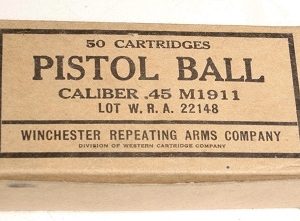 50 CARTRIDGES
PISTOL BALL
CALIBER .45 M1911
LOT W. R. A. 22148
WINCHESTER REPEATING ARMS COMPANY
DIVISION OF WESTERN CARTRIDGE COMPANY